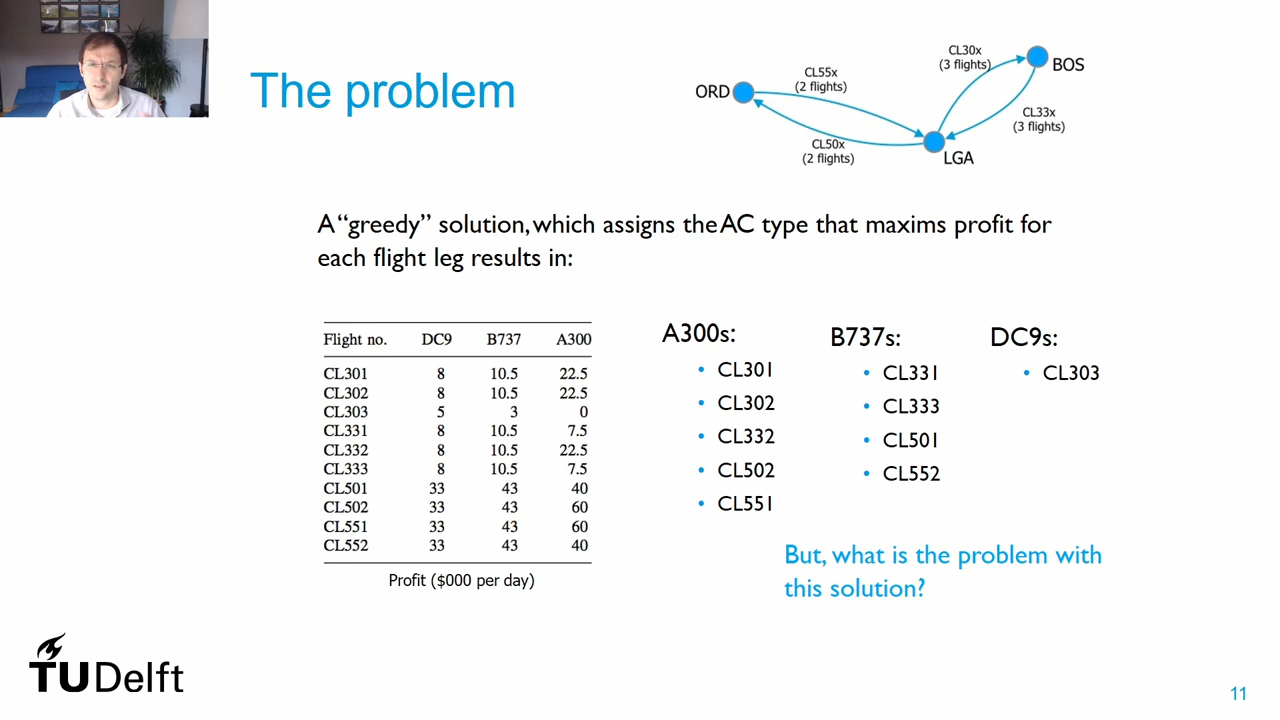 The problem
CL30x
(3 flights)
BOS
CL55x
(2 flights)
ORD
CL33x
(3 flights)
CL50x
(2 flights)
LGA
A “greedy” solution, which assigns the AC type that maxims profit for
each flight leg results in:
Flight no. DC9 B737 A300
CL301 8 10.5 22.5
CL302 8 10.5 22.5
CL303 5 3 0
CL331 8 10.5 7.5
CL332 8 10.5 22.5
CL333 8 10.5 7.5
CL501 33 43 40
CL502 33 43 60
CL551 33 43 60
CL552 33 43 40
Profit ($000 per day)
A300s:
• CL301
• CL302
• CL332
• CL502
• CL551
B737s:
• CL331
• CL333
• CL501
• CL552
DC9s:
• CL303
But, what is the problem with
this solution?
TUDelft
11